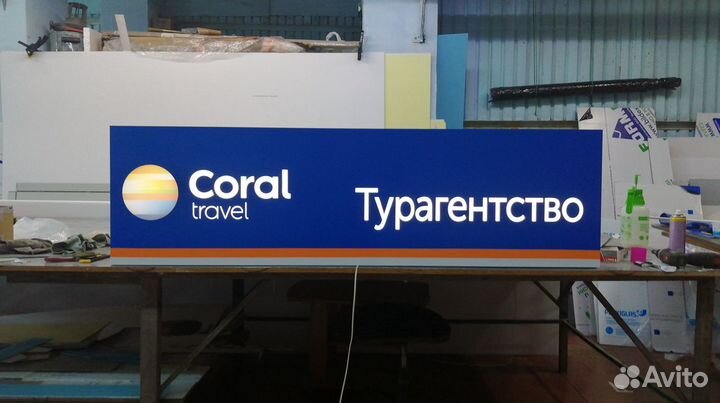 Coral
travel
Турагентство
Avito